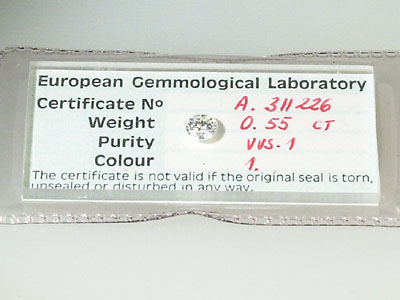 European Gemmological Laboratory
Certificate No A. 311226
Weight 0.55 CT
Purity VVS-1
Colour 1.
The certificate is not valid if the original seal is torn,
unsealed or disturbed in any way.